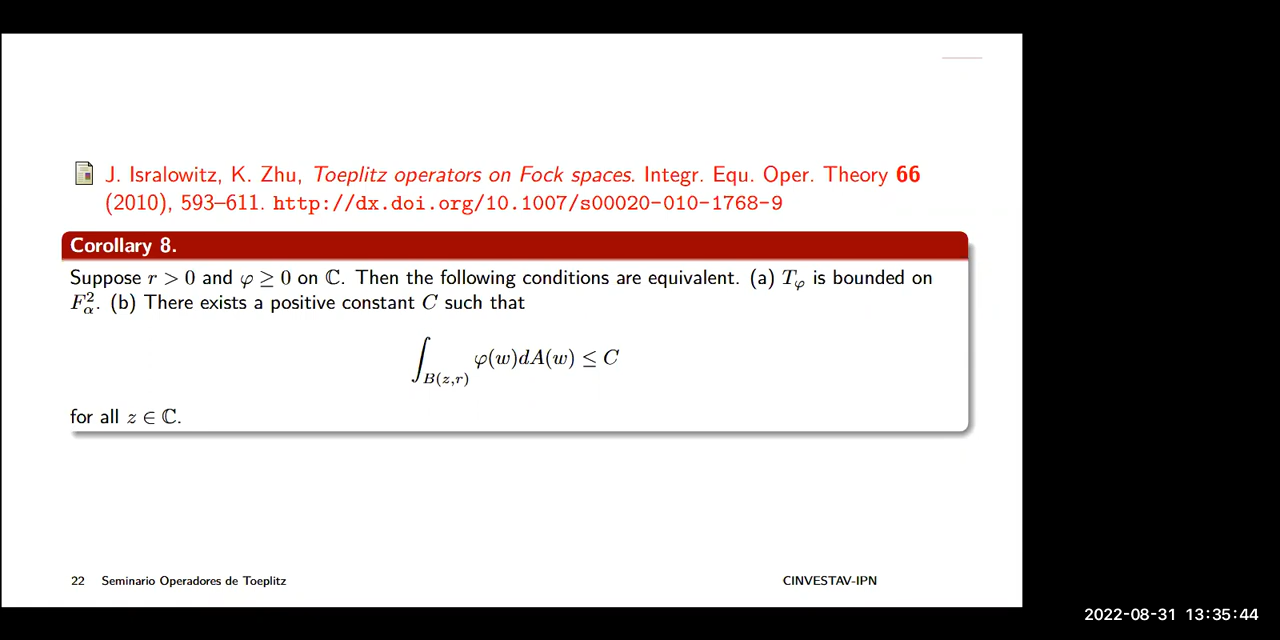 J. Isralowitz, K. Zhu, Toeplitz operators on Fock spaces. Integr. Equ. Oper. Theory 66
(2010), 593–611. http://dx.doi.org/10.1007/s00020-010-1768-9
Corollary 8.
Suppose r > 0 and φ ≥ 0 on ℂ. Then the following conditions are equivalent. (a) T_φ is bounded on
F²_α. (b) There exists a positive constant C such that
∫_{B(z,r)} φ(w)dA(w) ≤ C
for all z ∈ ℂ.
22 Seminario Operadores de Toeplitz CINVESTAV-IPN
2022-08-31 13:35:44